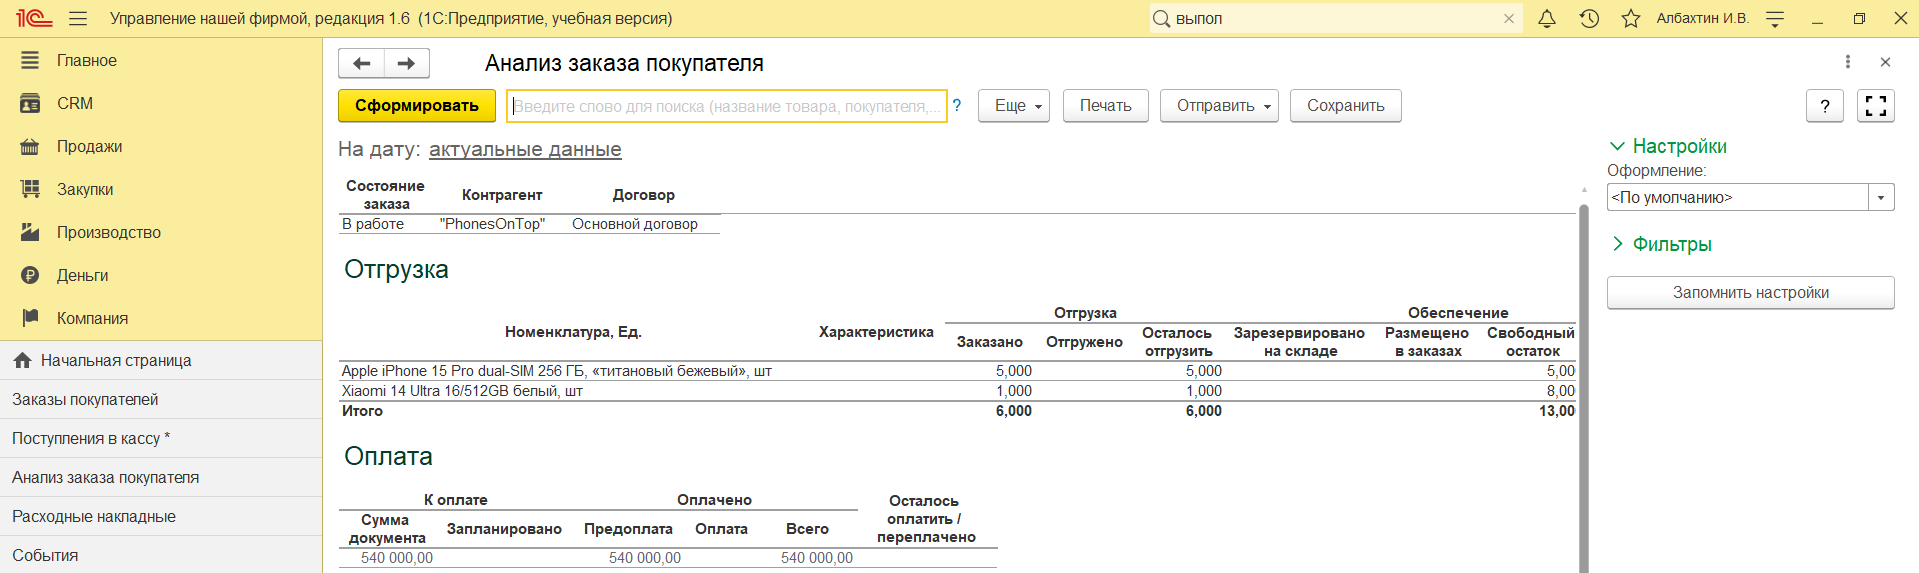 1С Управление нашей фирмой, редакция 1.6 (1С:Предприятие, учебная версия) выпол Албахтин И.В.
Главное
CRM
Продажи
Закупки
Производство
Деньги
Компания
Начальная страница
Заказы покупателей
Поступления в кассу *
Анализ заказа покупателя
Расходные накладные
События
Анализ заказа покупателя
Сформировать Введите слово для поиска (название товара, покупателя,... ? Еще Печать Отправить Сохранить ?
На дату: актуальные данные
Состояние заказа Контрагент Договор
В работе "PhonesOnTop" Основной договор
Отгрузка
Отгрузка Обеспечение
Номенклатура, Ед. Характеристика Заказано Отгружено Осталось отгрузить Зарезервировано на складе Размещено в заказах Свободный остаток
Apple iPhone 15 Pro dual-SIM 256 ГБ, «титановый бежевый», шт 5,000 5,000 5,00
Xiaomi 14 Ultra 16/512GB белый, шт 1,000 1,000 8,00
Итого 6,000 6,000 13,00
Оплата
К оплате Оплачено Осталось оплатить / переплачено
Сумма документа Запланировано Предоплата Оплата Всего
540 000,00 540 000,00 540 000,00
Настройки
Оформление:
<По умолчанию>
Фильтры
Запомнить настройки